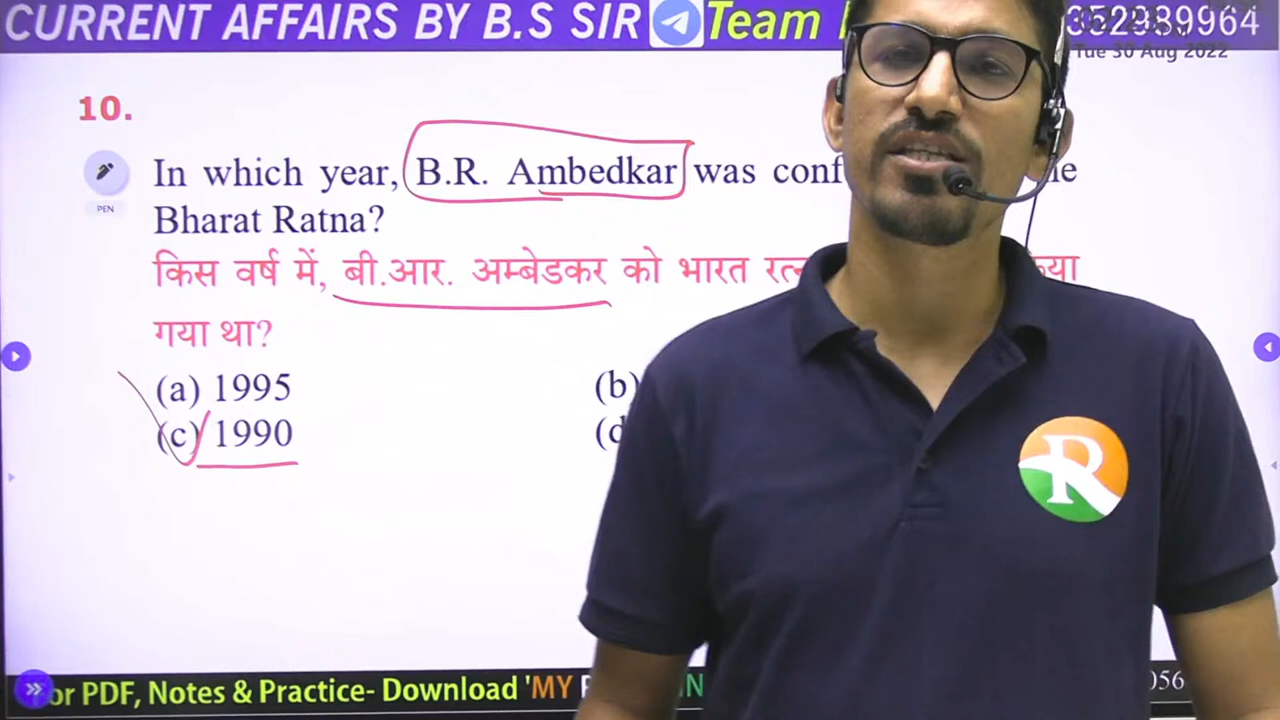 CURRENT AFFAIRS BY B.S SIR Team 352989964
Tue 30 Aug 2022
10.
In which year, B.R. Ambedkar was conf
Bharat Ratna?
PEN
किस वर्ष में, बी.आर. अम्बेडकर को भारत
गया था?
(a) 1995 (b)
(c) 1990
R
or PDF, Notes & Practice- Download 'MY
056